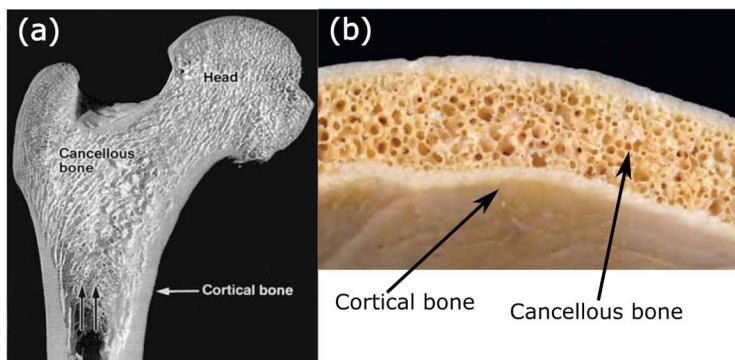 (a)
Head
Cancellous
bone
Cortical bone
(b)
Cortical bone
Cancellous bone